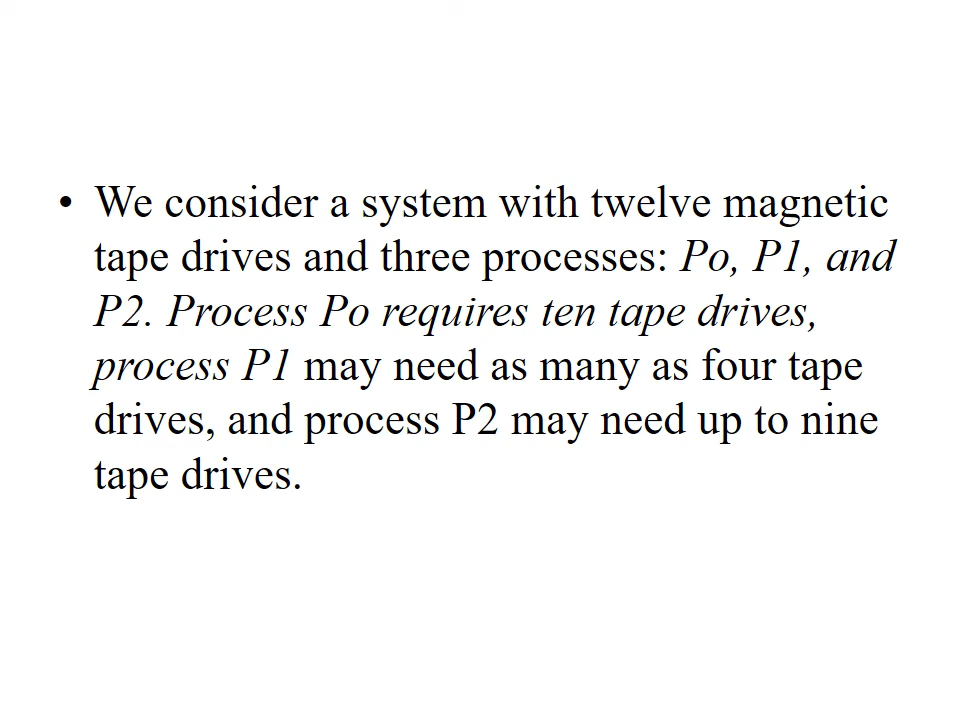 • We consider a system with twelve magnetic
tape drives and three processes: Po, P1, and
P2. Process Po requires ten tape drives,
process P1 may need as many as four tape
drives, and process P2 may need up to nine
tape drives.